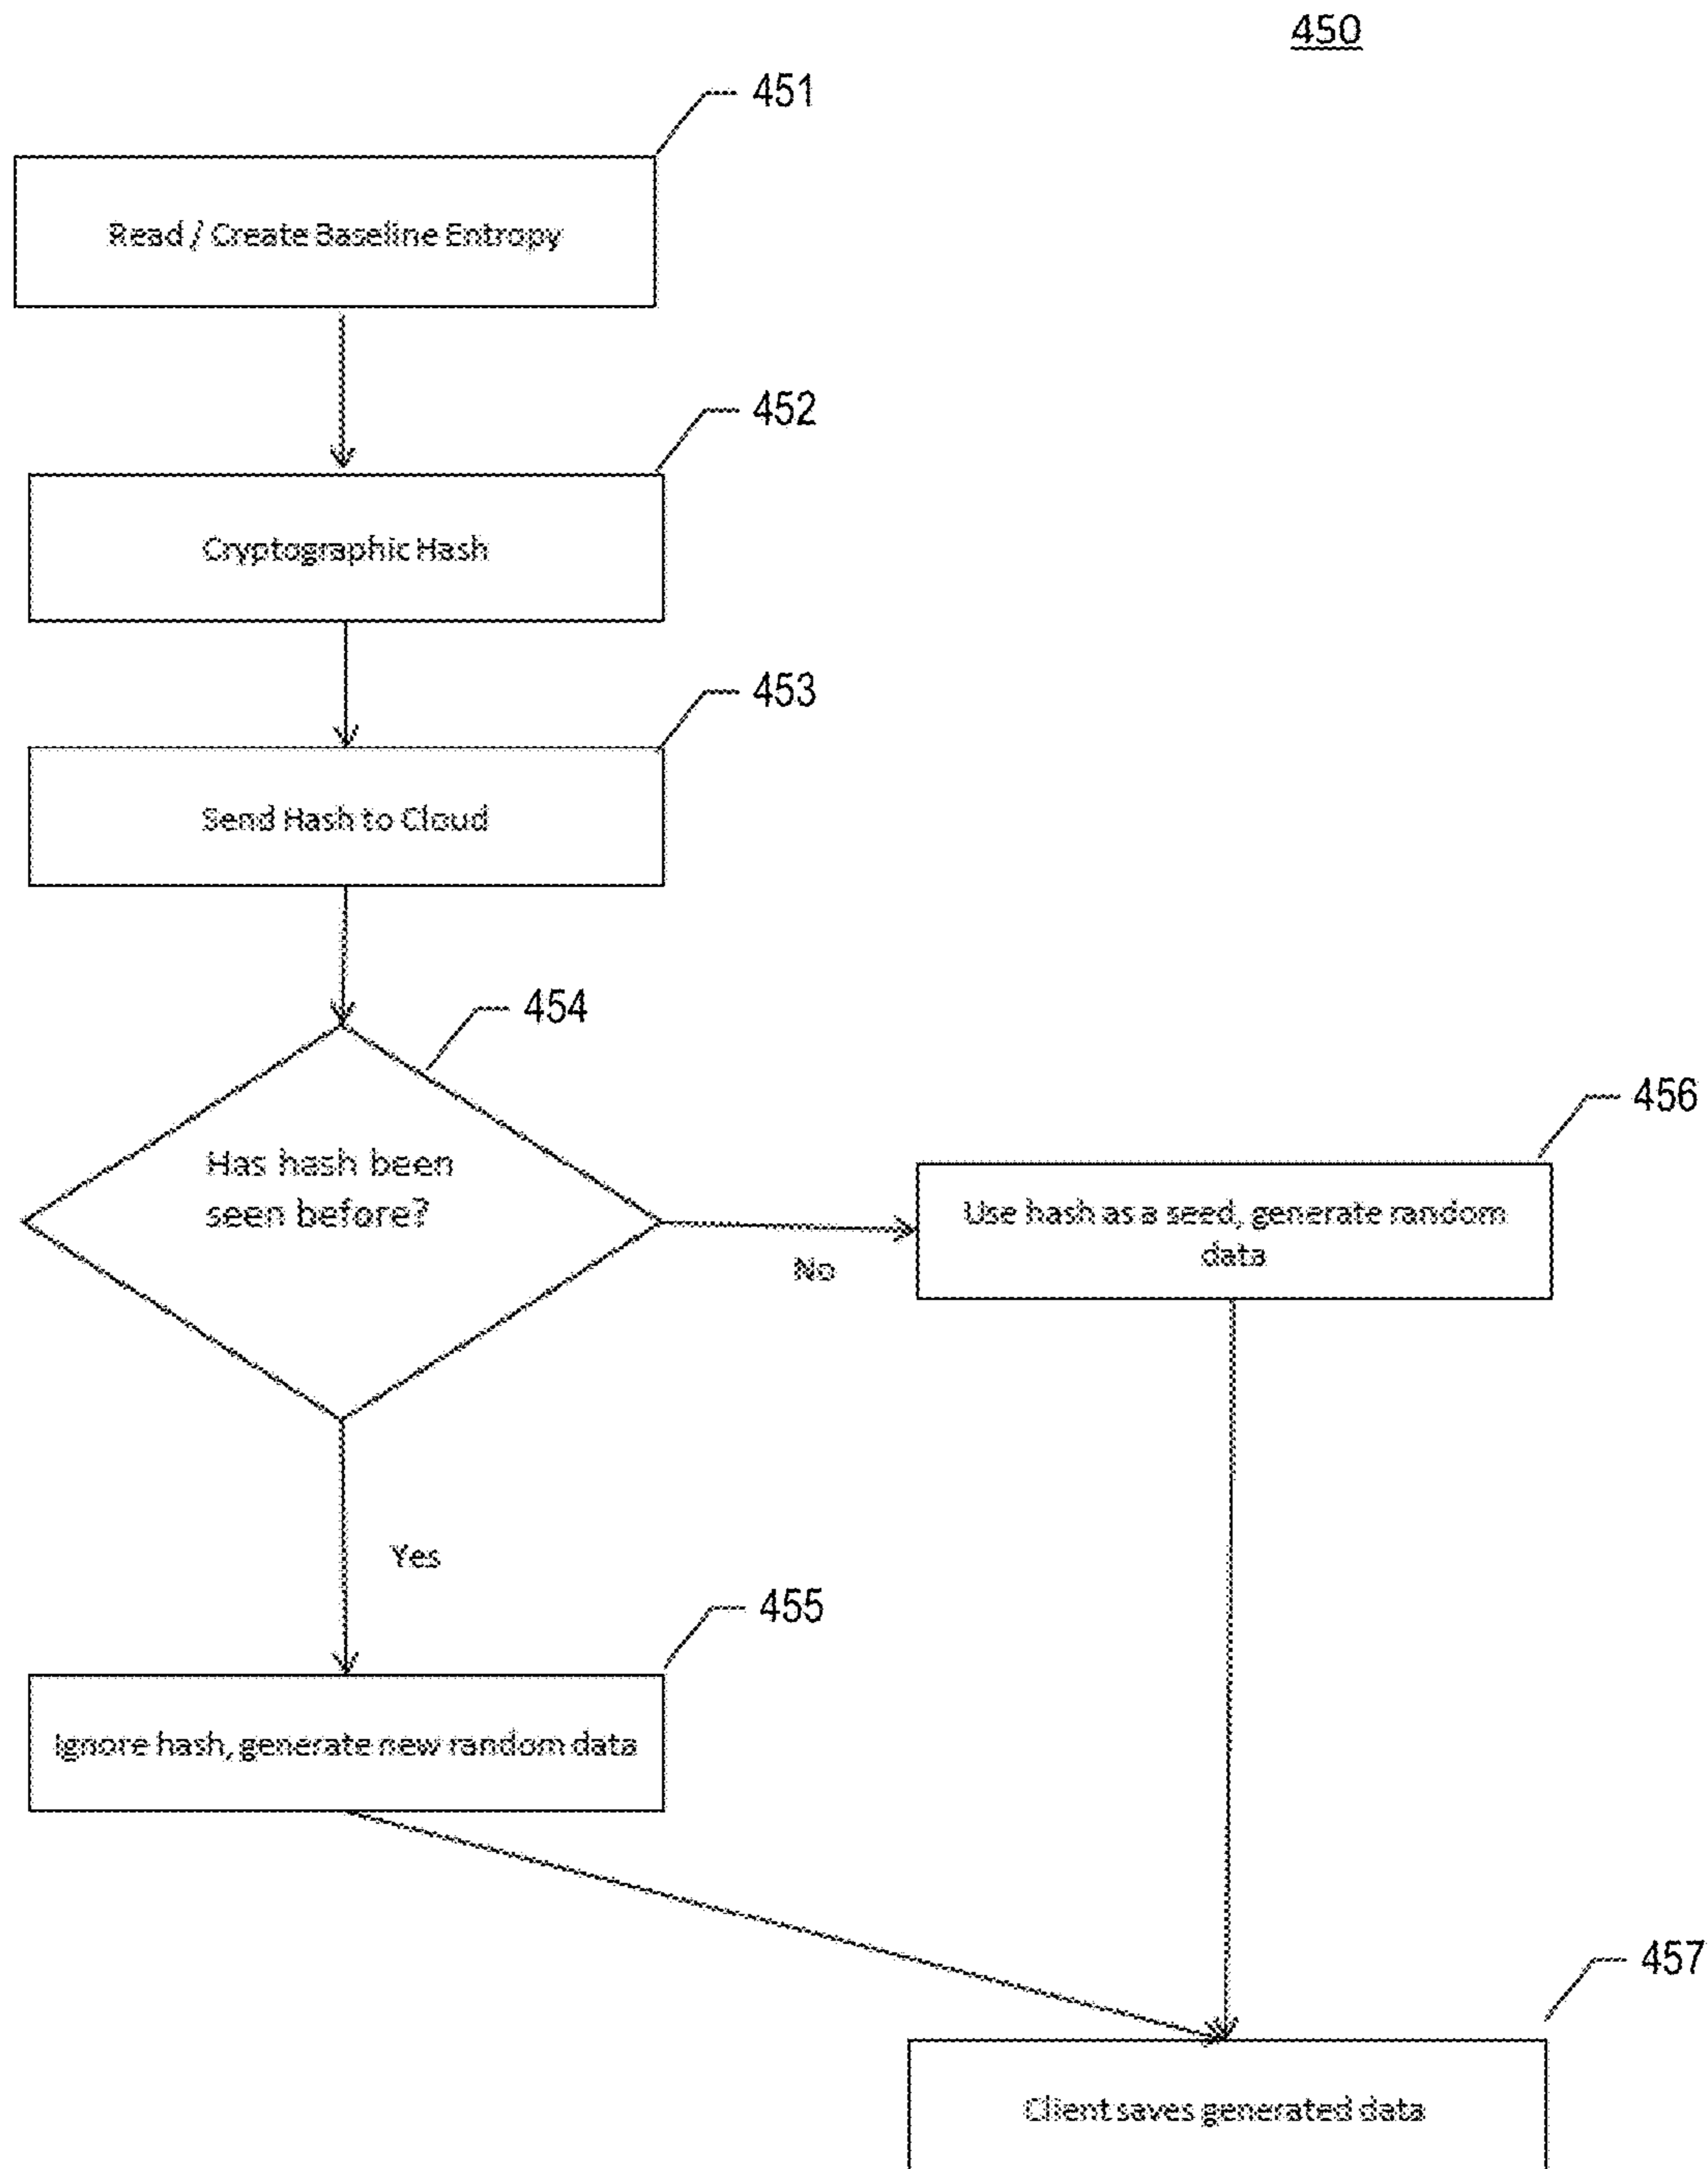 450
451
Read / Create Baseline Entropy
452
Cryptographic Hash
453
Send Hash to Cloud
454
Has hash been
seen before?
456
Use hash as a seed, generate random
data
No
Yes
455
Ignore hash, generate new random data
457
Client saves generated data